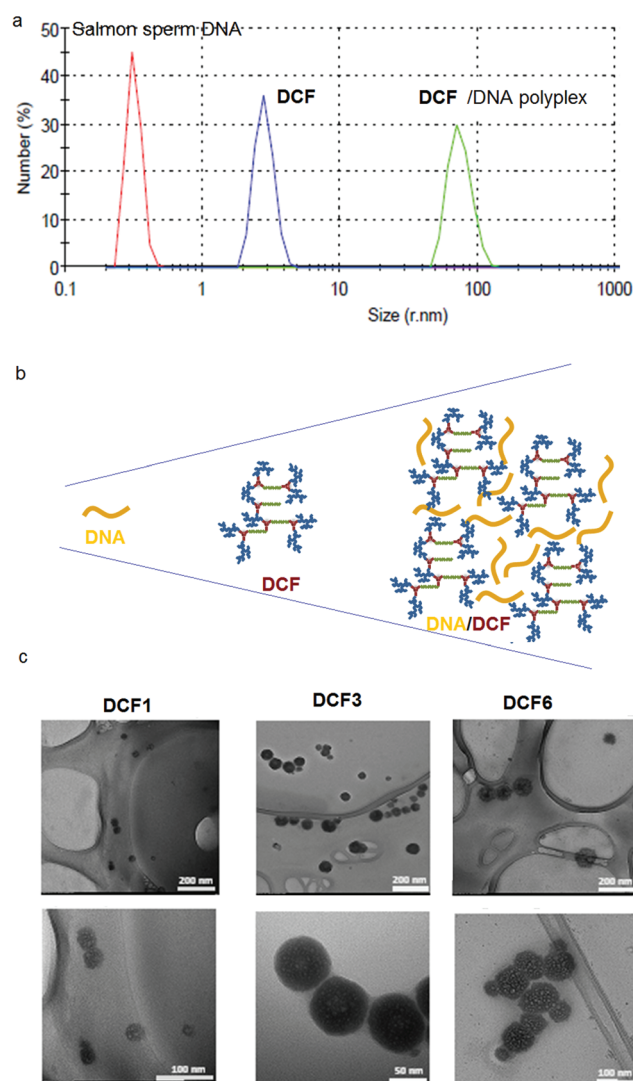 a
Salmon sperm DNA
DCF
DCF /DNA polyplex
50
40
30
20
10
0
Number (%)
0.1 1 10 100 1000
Size (r.nm)
b
DNA
DCF
DNA/DCF
c
DCF1 DCF3 DCF6
200 nm 200 nm 200 nm
100 nm 50 nm 100 nm